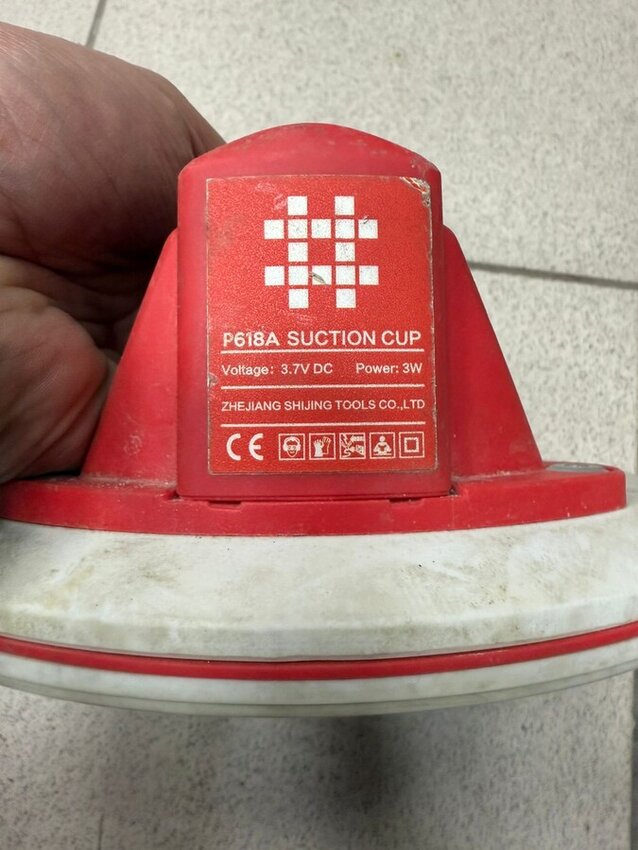 P618A SUCTION CUP
Voltage: 3.7V DC Power: 3W
ZHEJIANG SHIJING TOOLS CO.,LTD
CE